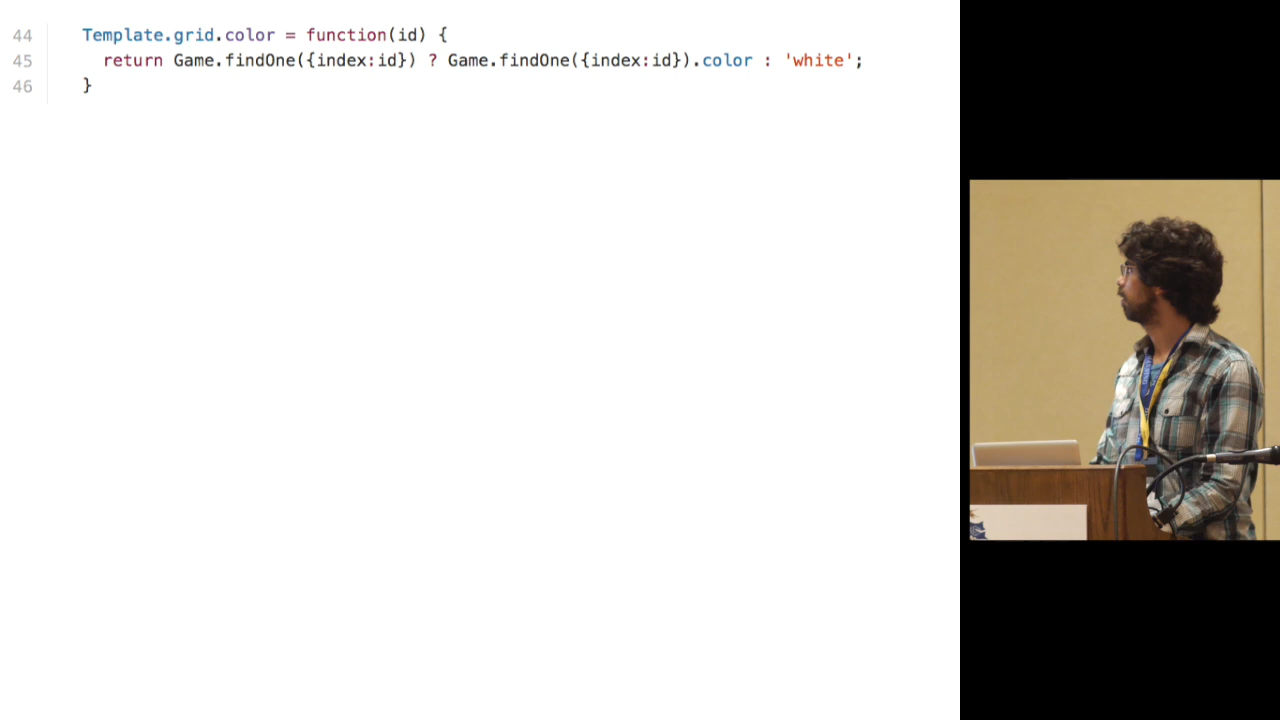 44 Template.grid.color = function(id) {
45 return Game.findOne({index:id}) ? Game.findOne({index:id}).color : 'white';
46 }